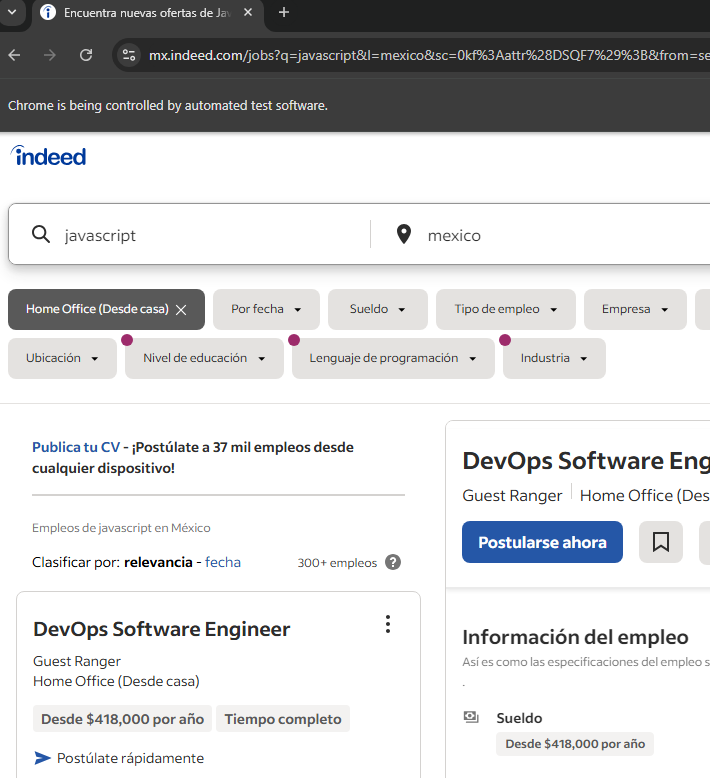 Encuentra nuevas ofertas de Jav
mx.indeed.com/jobs?q=javascript&l=mexico&sc=0kf%3Aattr%28DSQF7%29%3B&from=se
Chrome is being controlled by automated test software.
indeed
javascript
mexico
Home Office (Desde casa)
Por fecha
Sueldo
Tipo de empleo
Empresa
Ubicación
Nivel de educación
Lenguaje de programación
Industria
Publica tu CV - ¡Postúlate a 37 mil empleos desde
cualquier dispositivo!
Empleos de javascript en México
Clasificar por: relevancia - fecha
300+ empleos ?
DevOps Software Engineer
Guest Ranger
Home Office (Desde casa)
Desde $418,000 por año
Tiempo completo
Postúlate rápidamente
DevOps Software Eng
Guest Ranger
Home Office (Des
Postularse ahora
Información del empleo
Así es como las especificaciones del empleo s
.
Sueldo
Desde $418,000 por año